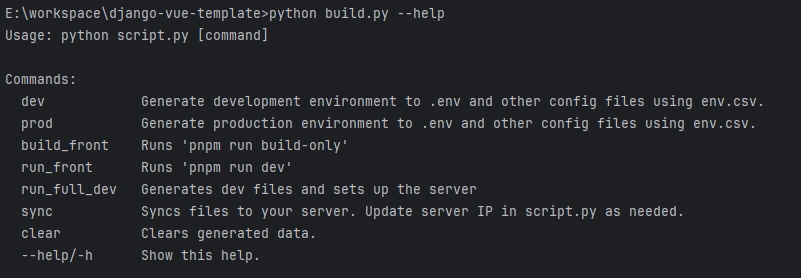 E:\workspace\django-vue-template>python build.py --help
Usage: python script.py [command]

Commands:
  dev            Generate development environment to .env and other config files using env.csv.
  prod           Generate production environment to .env and other config files using env.csv.
  build_front    Runs 'pnpm run build-only'
  run_front      Runs 'pnpm run dev'
  run_full_dev   Generates dev files and sets up the server
  sync           Syncs files to your server. Update server IP in script.py as needed.
  clear          Clears generated data.
  --help/-h      Show this help.